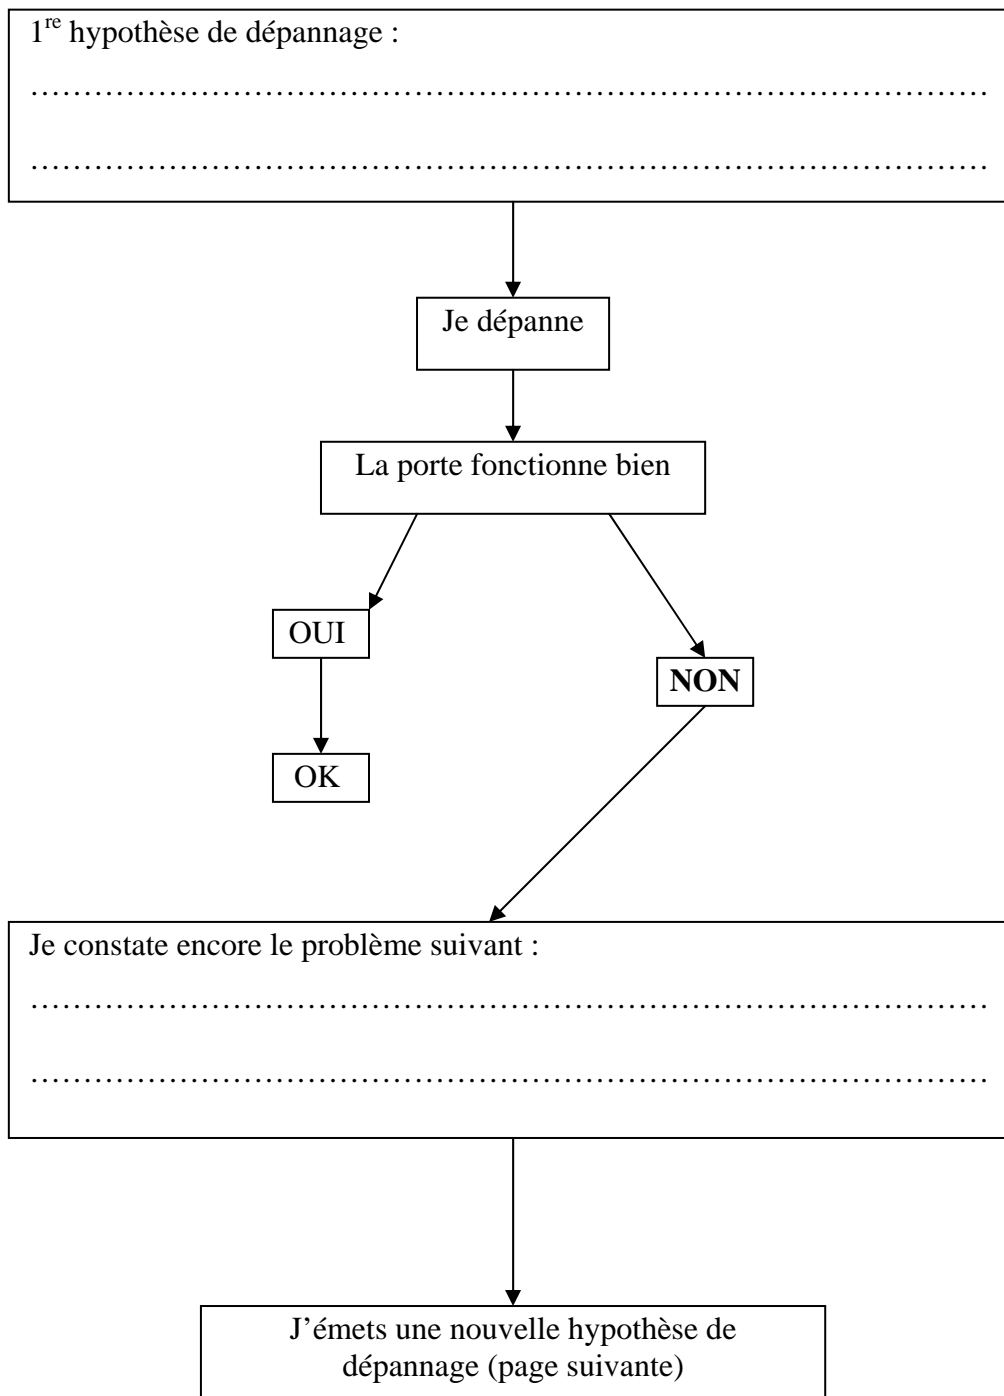 1re hypothèse de dépannage :
………………………………………………………………………………
………………………………………………………………………………
Je dépanne
La porte fonctionne bien
OUI
NON
OK
Je constate encore le problème suivant :
………………………………………………………………………………
………………………………………………………………………………
J’émets une nouvelle hypothèse de
dépannage (page suivante)